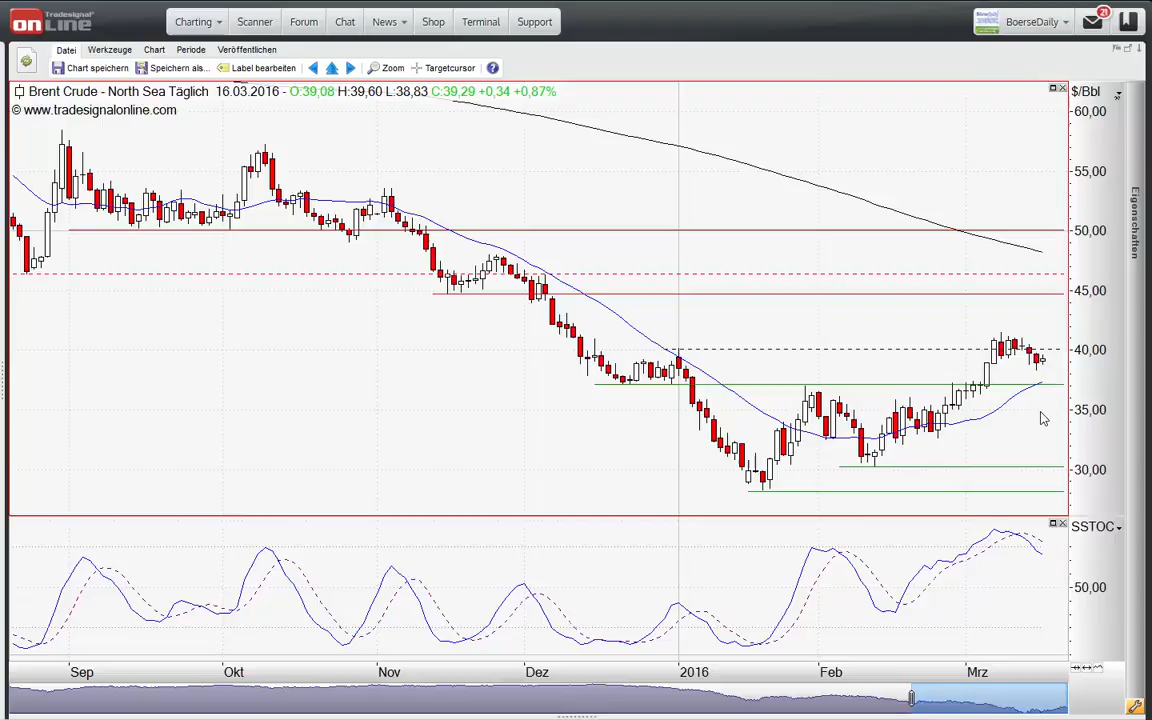 Tradesignal®
onLine
Charting
Scanner
Forum
Chat
News
Shop
Terminal
Support
BoerseDaily
21
Datei
Werkzeuge
Chart
Periode
Veröffentlichen
Chart speichern
Speichern als...
Label bearbeiten
Zoom
Targetcursor
Brent Crude - North Sea Täglich 16.03.2016 - O:39,08 H:39,60 L:38,83 C:39,29 +0,34 +0,87%
© www.tradesignalonline.com
$/Bbl
60,00
55,00
50,00
45,00
40,00
35,00
30,00
Eigenschaften
SSTOC
50,00
Sep
Okt
Nov
Dez
2016
Feb
Mrz